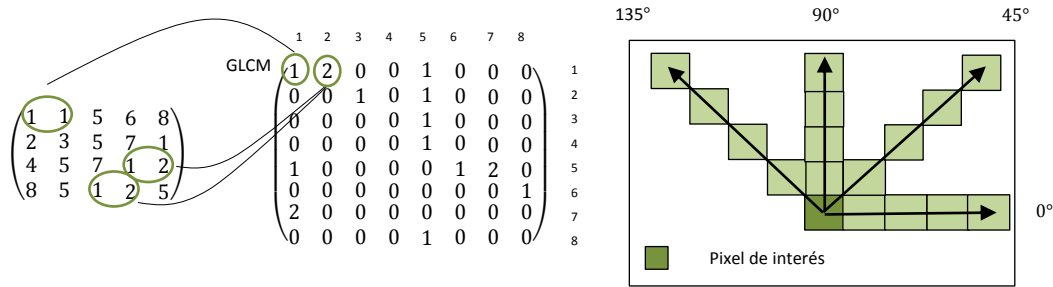 1 2 3 4 5 6 7 8
GLCM
1 2 0 0 1 0 0 0 1
0 0 1 0 1 0 0 0 2
0 0 0 0 1 0 0 0 3
0 0 0 0 1 0 0 0 4
1 0 0 0 0 1 2 0 5
0 0 0 0 0 0 0 1 6
2 0 0 0 0 0 0 0 7
0 0 0 0 1 0 0 0 8
1 1 5 6 8
2 3 5 7 1
4 5 7 1 2
8 5 1 2 5
135° 90° 45°
0°
Pixel de interés